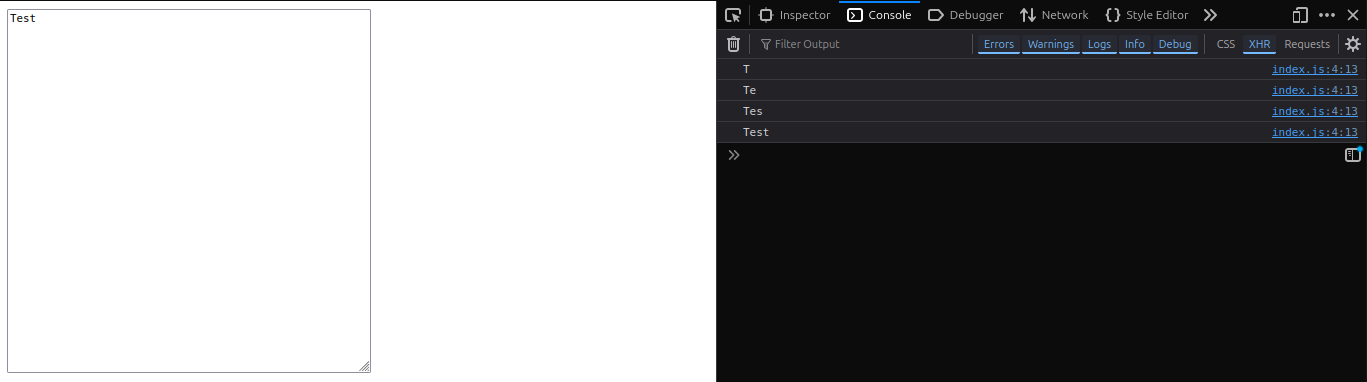 Test
Inspector Console Debugger Network Style Editor
Filter Output Errors Warnings Logs Info Debug CSS XHR Requests
T index.js:4:13
Te index.js:4:13
Tes index.js:4:13
Test index.js:4:13